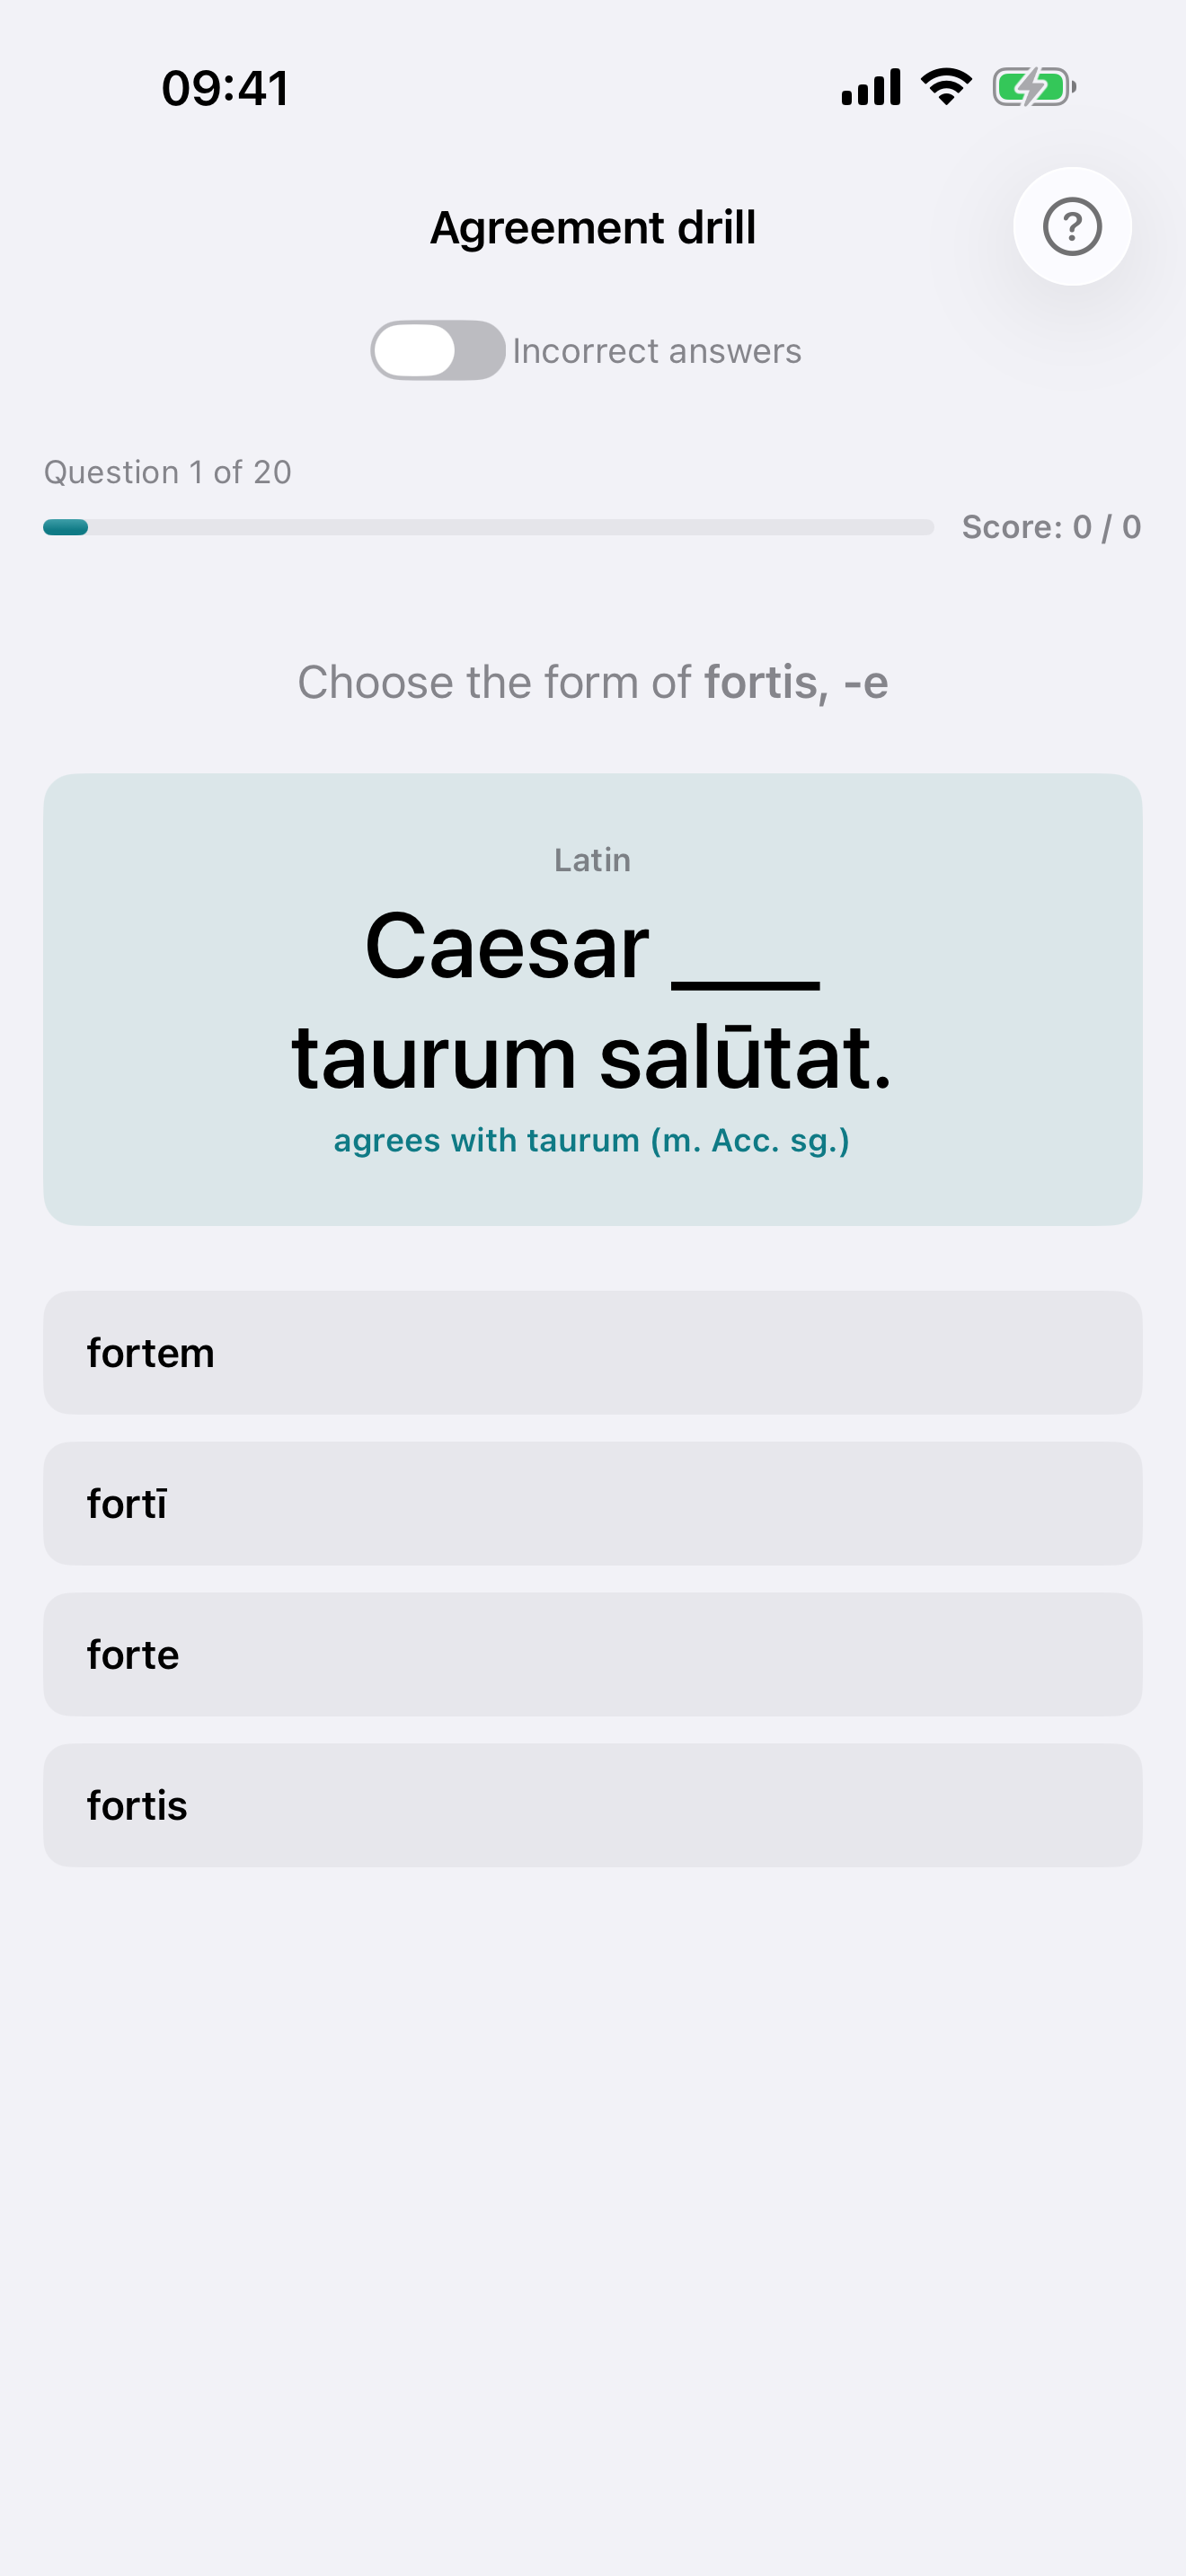 09:41
Agreement drill
?
Incorrect answers
Question 1 of 20
Score: 0 / 0
Choose the form of fortis, -e
Latin
Caesar ____
taurum salūtat.
agrees with taurum (m. Acc. sg.)
fortem
fortī
forte
fortis